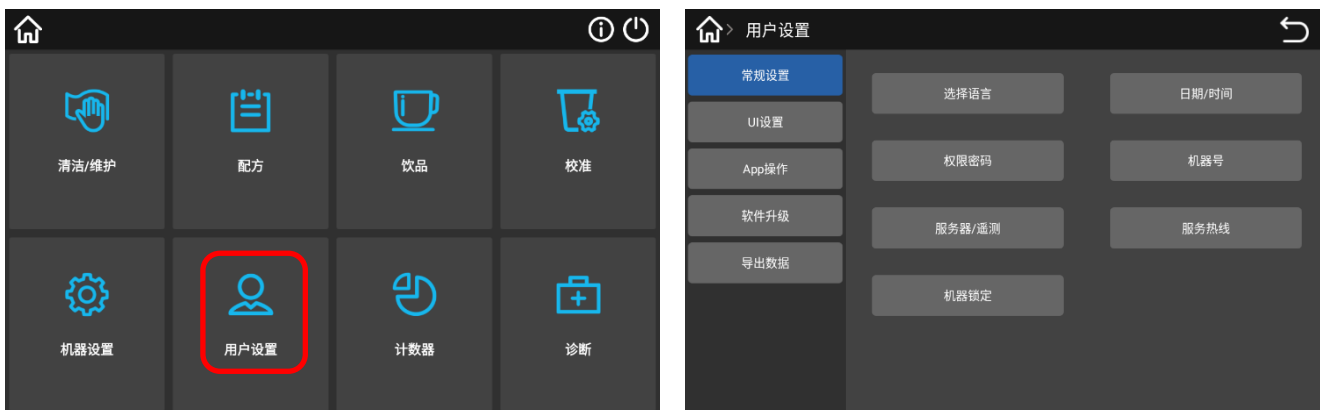 清洁/维护
配方
饮品
校准
机器设置
用户设置
计数器
诊断
用户设置
常规设置
UI设置
App操作
软件升级
导出数据
选择语言
日期/时间
权限密码
机器号
服务器/遥测
服务热线
机器锁定